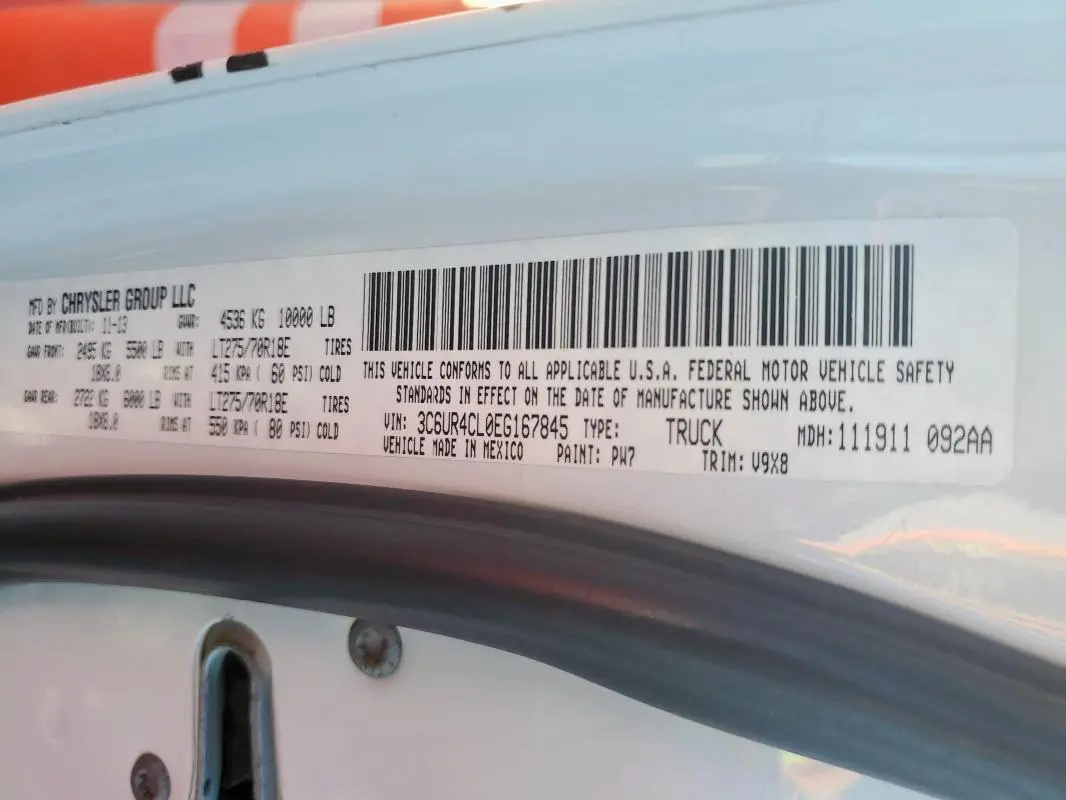 MFD BY CHRYSLER GROUP LLC
DATE OF MFR(BUILT): 11-13 GVWR: 4536 KG 10000 LB
GAWR FRONT: 2495 KG 5500 LB WITH LT275/70R18E TIRES
18X8.0 RIMS AT 415 KPA ( 60 PSI) COLD
GAWR REAR: 2722 KG 6000 LB WITH LT275/70R18E TIRES
18X8.0 RIMS AT 550 KPA ( 80 PSI) COLD
THIS VEHICLE CONFORMS TO ALL APPLICABLE U.S.A. FEDERAL MOTOR VEHICLE SAFETY
STANDARDS IN EFFECT ON THE DATE OF MANUFACTURE SHOWN ABOVE.
VIN: 3C6UR4CL0EG167845 TYPE: TRUCK MDH: 111911 092AA
VEHICLE MADE IN MEXICO PAINT: PW7 TRIM: V9X8